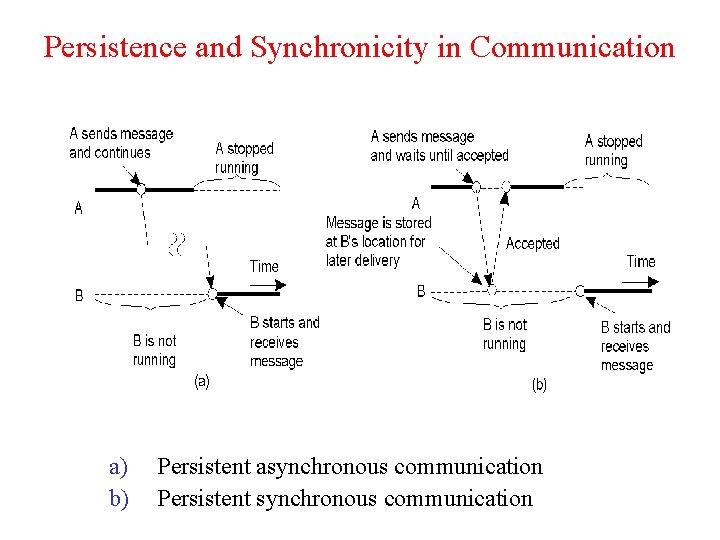 Persistence and Synchronicity in Communication
A sends message
and continues
A stopped
running
A
Time
B
B is not
running
B starts and
receives
message
(a)
A sends message
and waits until accepted
A stopped
running
A
Message is stored
at B's location for
later delivery
Accepted
Time
B
B is not
running
B starts and
receives
message
(b)
a) Persistent asynchronous communication
b) Persistent synchronous communication